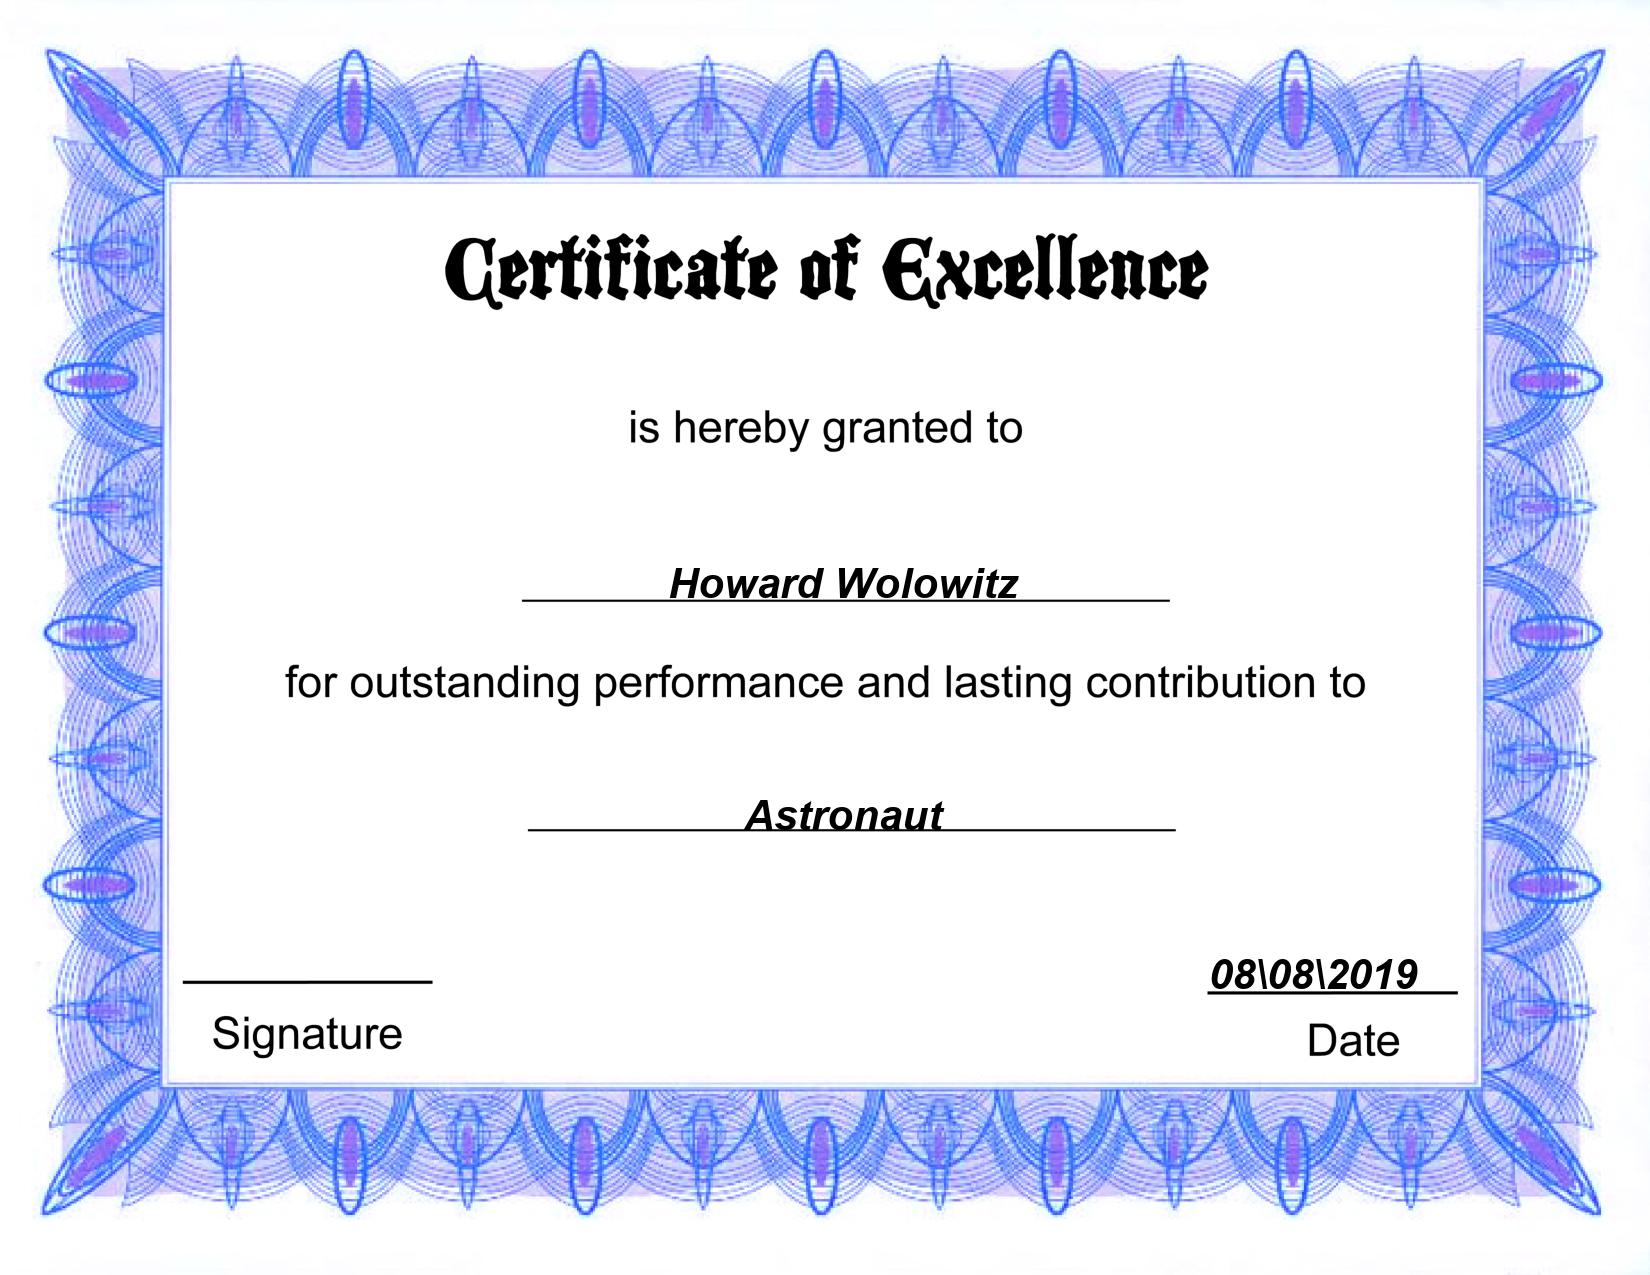 Certificate of Excellence
is hereby granted to
Howard Wolowitz
for outstanding performance and lasting contribution to
Astronaut
08\08\2019
Signature
Date